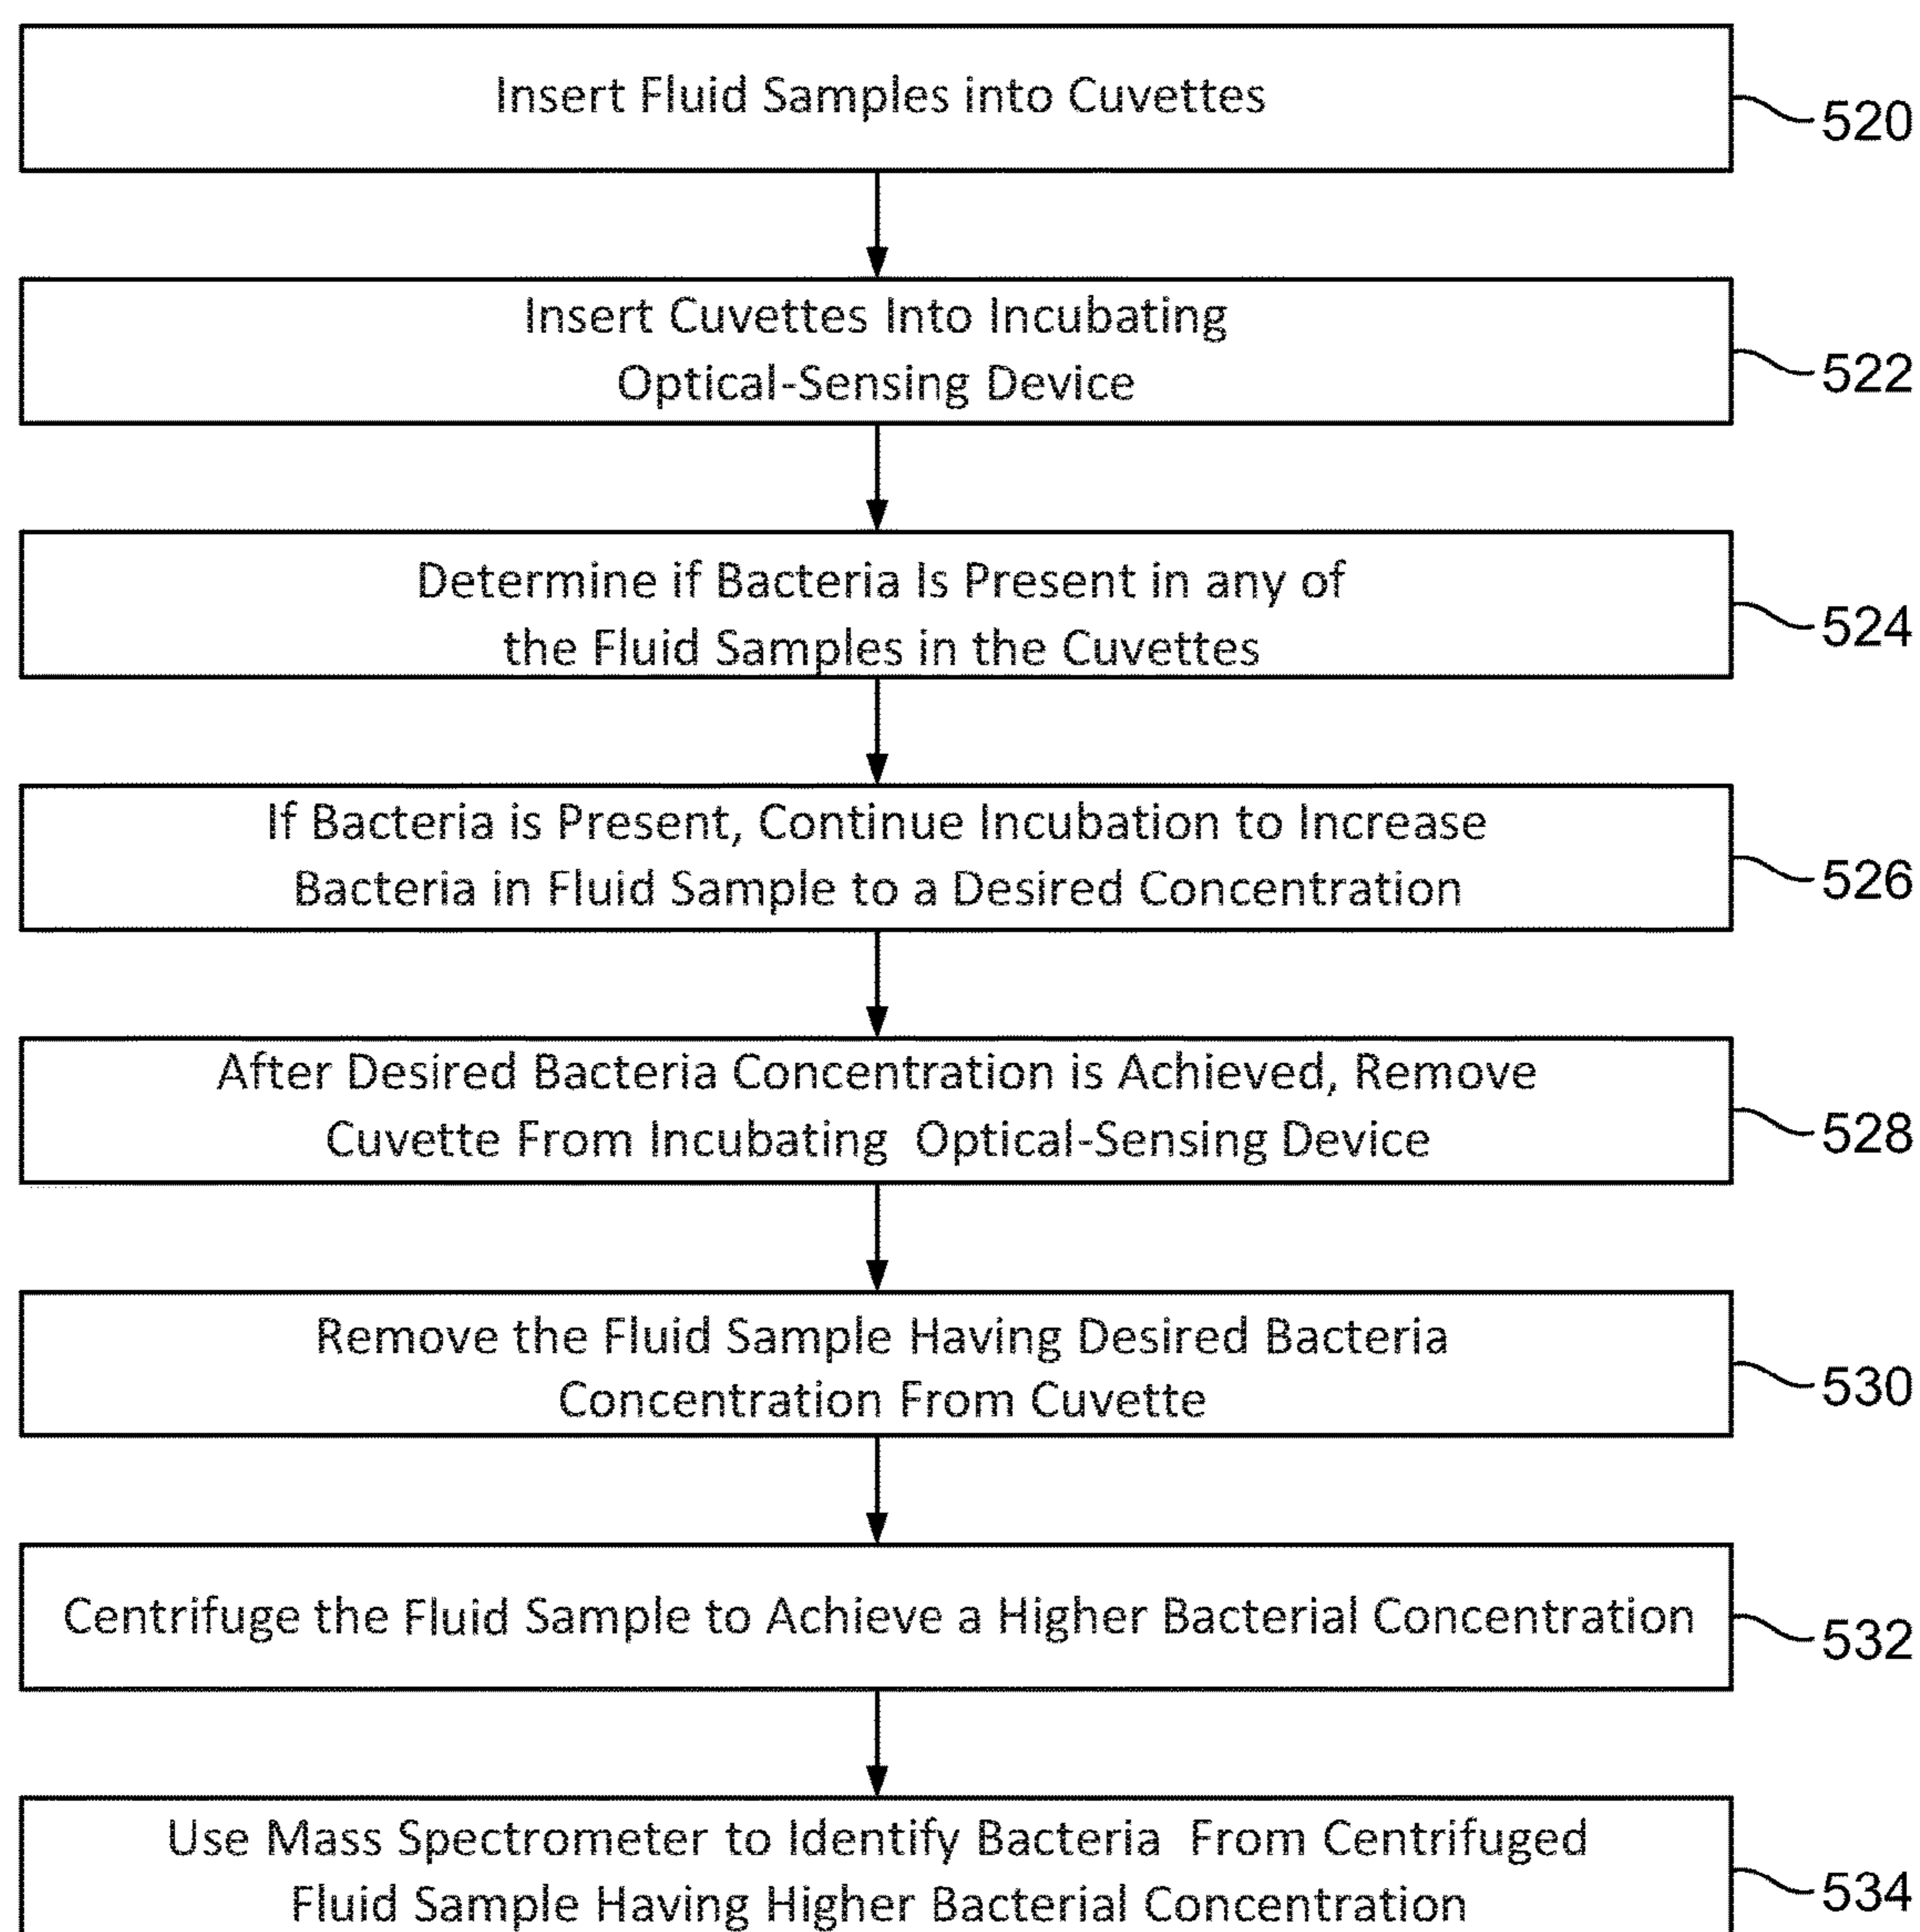 Insert Fluid Samples into Cuvettes
520
Insert Cuvettes Into Incubating
Optical-Sensing Device
522
Determine if Bacteria Is Present in any of
the Fluid Samples in the Cuvettes
524
If Bacteria is Present, Continue Incubation to Increase
Bacteria in Fluid Sample to a Desired Concentration
526
After Desired Bacteria Concentration is Achieved, Remove
Cuvette From Incubating Optical-Sensing Device
528
Remove the Fluid Sample Having Desired Bacteria
Concentration From Cuvette
530
Centrifuge the Fluid Sample to Achieve a Higher Bacterial Concentration
532
Use Mass Spectrometer to Identify Bacteria From Centrifuged
Fluid Sample Having Higher Bacterial Concentration
534